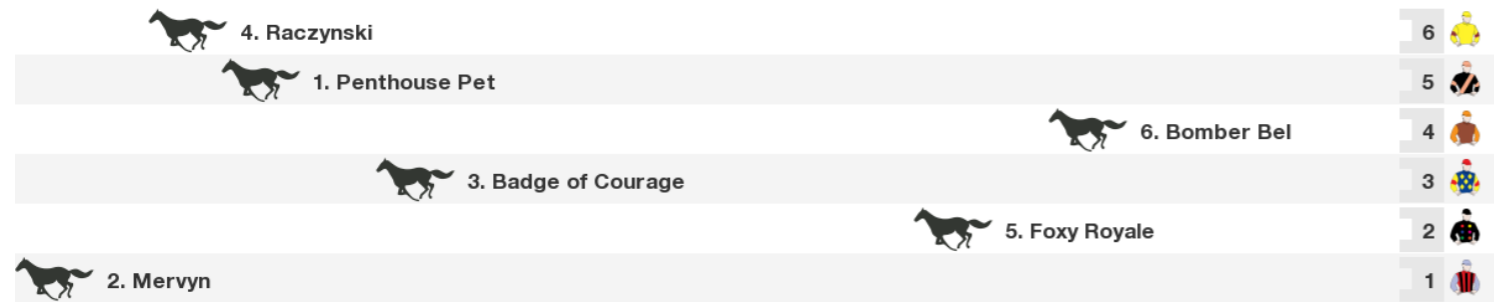 4. Raczynski 6
1. Penthouse Pet 5
6. Bomber Bel 4
3. Badge of Courage 3
5. Foxy Royale 2
2. Mervyn 1